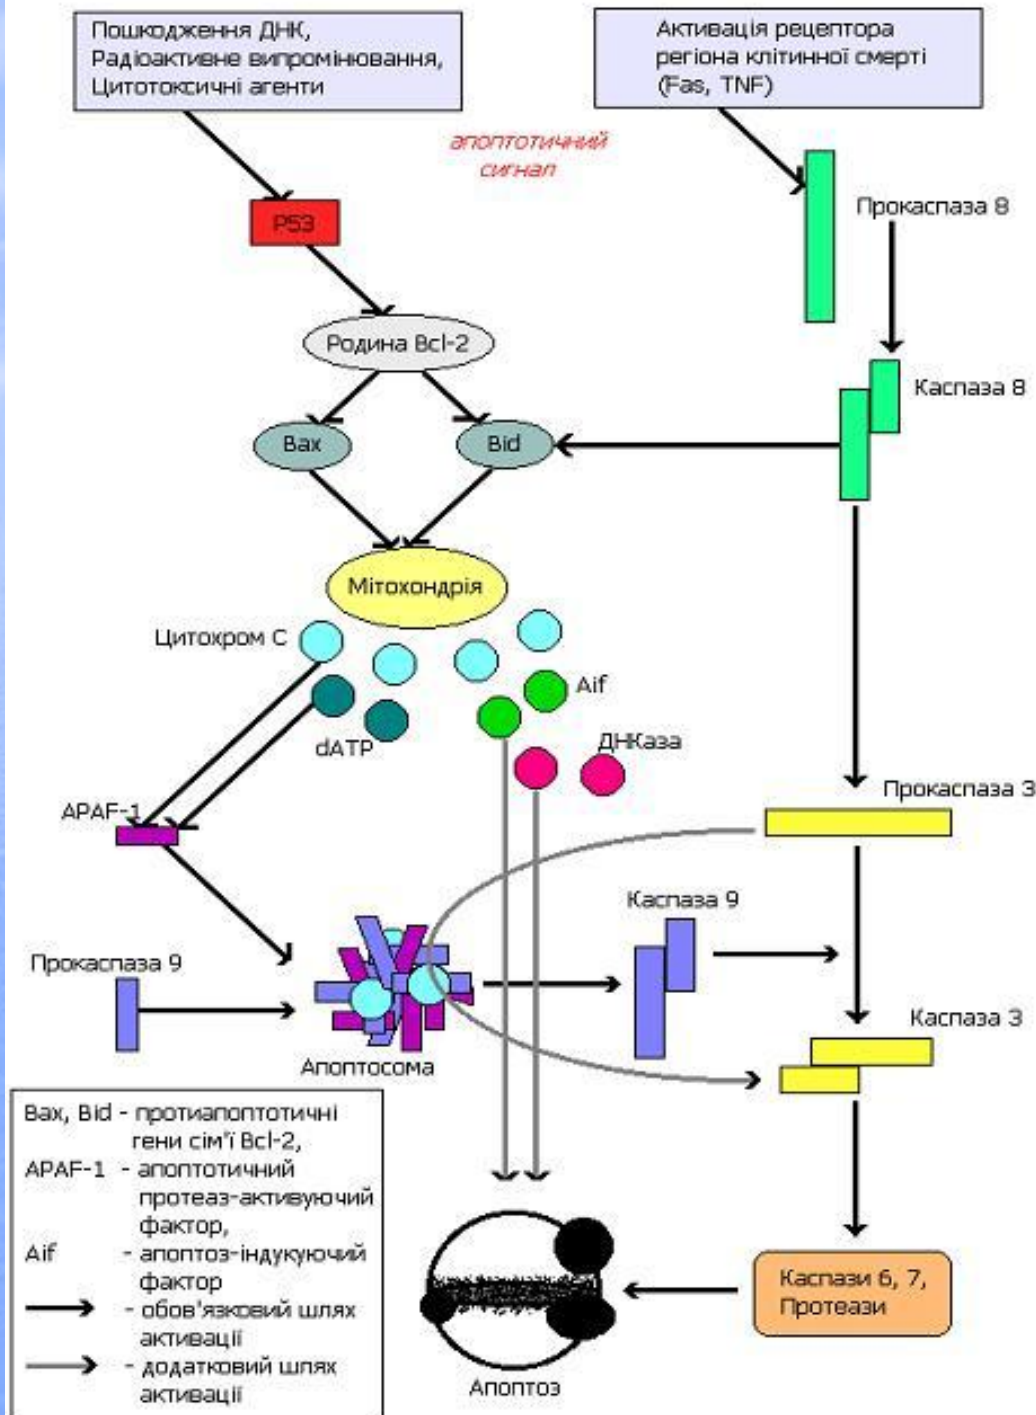 Пошкодження ДНК,
Радіоактивне випромінювання,
Цитотоксичні агенти
Активація рецептора
регіона клітинної смерті
(Fas, TNF)
апоптотичний
сигнал
P53
Прокаспаза 8
Родина Bcl-2
Каспаза 8
Bax
Bid
Мітохондрія
Цитохром С
Aif
dATP
ДНКаза
APAF-1
Прокаспаза 3
Каспаза 9
Прокаспаза 9
Каспаза 3
Апоптосома
Bax, Bid - протиапоптотичні
гени сім'ї Bcl-2,
APAF-1 - апоптотичний
протеаз-активуючий
фактор,
Aif - апоптоз-індукуючий
фактор
- обов'язковий шлях
активації
- додатковий шлях
активації
Каспази 6, 7,
Протеази
Апоптоз